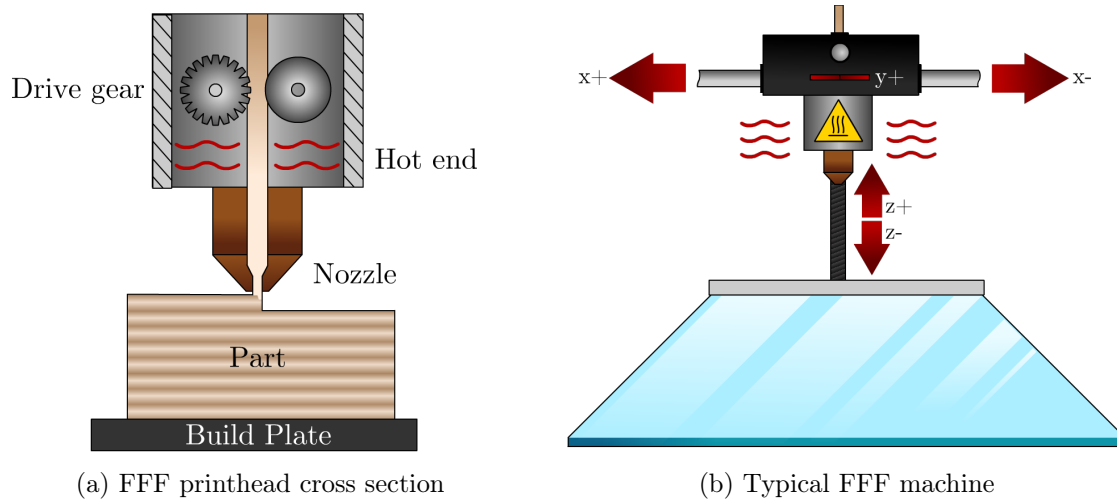 Drive gear
Hot end
Nozzle
Part
Build Plate
(a) FFF printhead cross section
x+
y+
x-
z+
z-
(b) Typical FFF machine